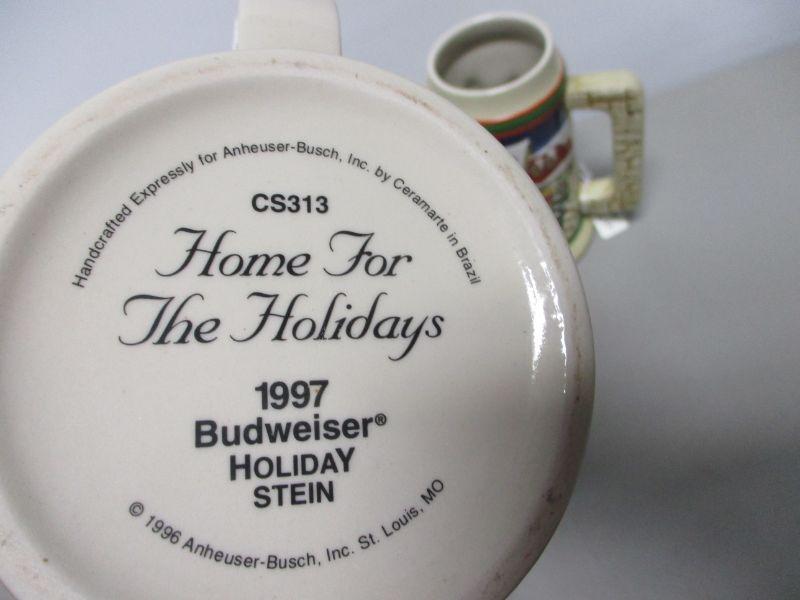 Handcrafted Expressly for Anheuser-Busch, Inc. by Ceramarte in Brazil
CS313
Home For
The Holidays
1997
Budweiser®
HOLIDAY
STEIN
© 1996 Anheuser-Busch, Inc. St. Louis, MO